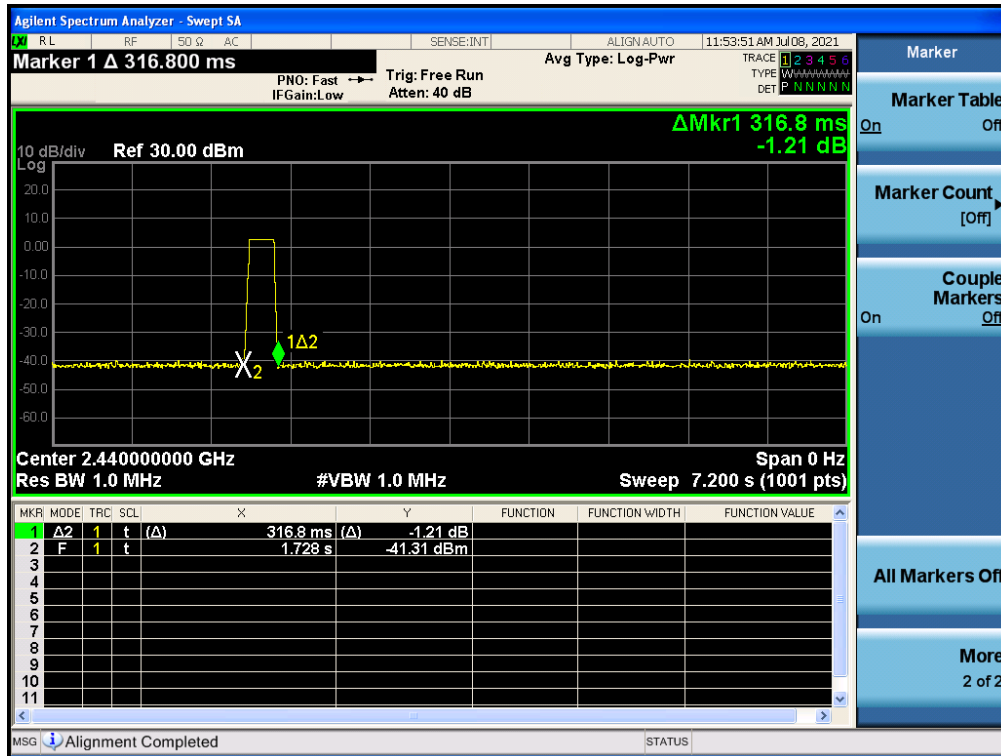 Agilent Spectrum Analyzer - Swept SA
LXI RL RF 50 Ω AC SENSE:INT ALIGN AUTO 11:53:51 AM Jul 08, 2021
Marker 1 Δ 316.800 ms
PNO: Fast
IFGain:Low
Trig: Free Run
Atten: 40 dB
Avg Type: Log-Pwr
TRACE 1 2 3 4 5 6
TYPE W
DET P N N N N N
ΔMkr1 316.8 ms
-1.21 dB
10 dB/div Ref 30.00 dBm
Log
20.0
10.0
0.00
-10.0
-20.0
-30.0
-40.0
-50.0
-60.0
1Δ2
2
Center 2.440000000 GHz Span 0 Hz
Res BW 1.0 MHz #VBW 1.0 MHz Sweep 7.200 s (1001 pts)
MKR MODE TRC SCL X Y FUNCTION FUNCTION WIDTH FUNCTION VALUE
1 Δ2 1 t (Δ) 316.8 ms (Δ) -1.21 dB
2 F 1 t 1.728 s -41.31 dBm
3
4
5
6
7
8
9
10
11
MSG Alignment Completed STATUS
Marker
Marker Table
On Off
Marker Count
[Off]
Couple
Markers
On Off
All Markers Off
More
2 of 2